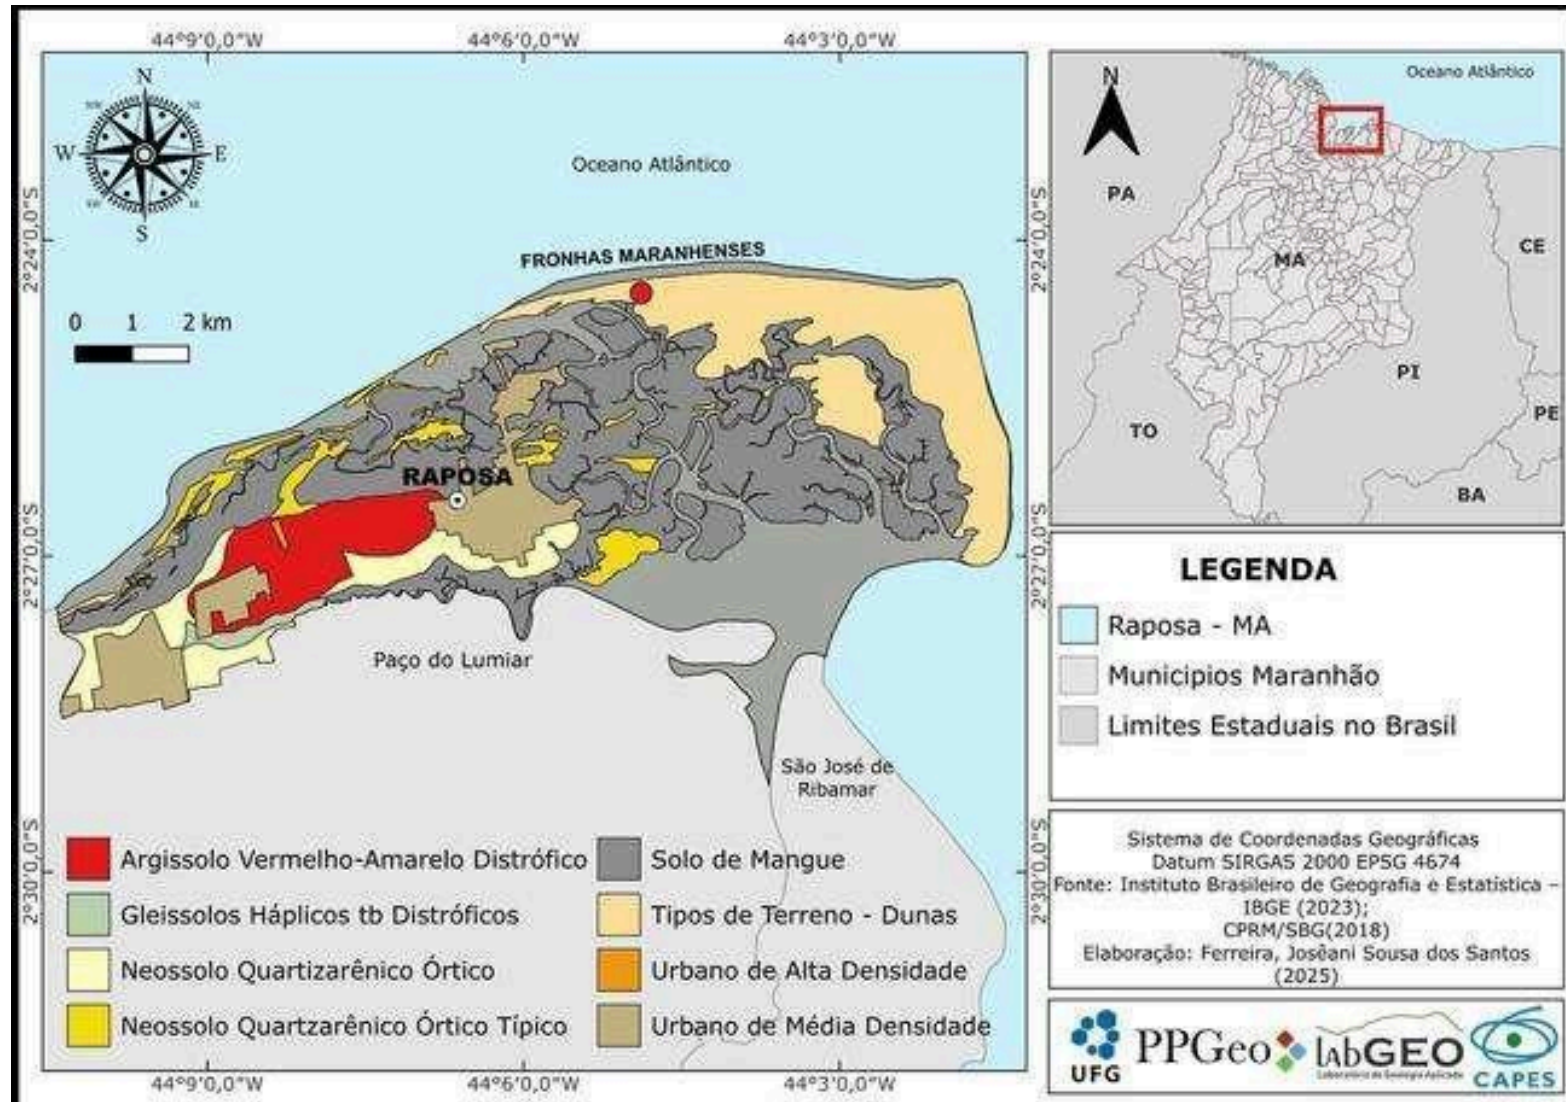 44°9'0,0"W
44°6'0,0"W
44°3'0,0"W
N
W
E
S
Oceano Atlântico
2°24'0,0"S
2°24'0,0"S
FRONHAS MARANHENSES
0 1 2 km
RAPOSA
2°27'0,0"S
2°27'0,0"S
Paço do Lumiar
São José de
Ribamar
2°30'0,0"S
2°30'0,0"S
Argissolo Vermelho-Amarelo Distrófico
Gleissolos Háplicos tb Distróficos
Neossolo Quartizarênico Órtico
Neossolo Quartzarênico Órtico Típico
Solo de Mangue
Tipos de Terreno - Dunas
Urbano de Alta Densidade
Urbano de Média Densidade
44°9'0,0"W
44°6'0,0"W
44°3'0,0"W
N
Oceano Atlântico
PA
MA
CE
PI
TO
PE
BA
LEGENDA
Raposa - MA
Municipios Maranhão
Limites Estaduais no Brasil
Sistema de Coordenadas Geográficas
Datum SIRGAS 2000 EPSG 4674
Fonte: Instituto Brasileiro de Geografia e Estatística –
IBGE (2023);
CPRM/SBG(2018)
Elaboração: Ferreira, Josêani Sousa dos Santos
(2025)
UFG
PPGeo
labGEO
Laboratório de Geologia Aplicada
CAPES